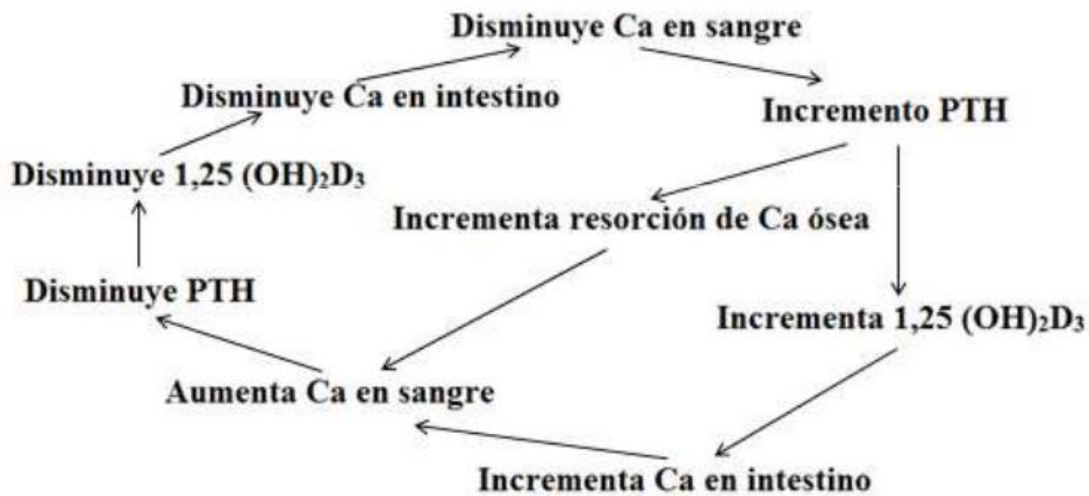 Disminuye Ca en sangre
Disminuye Ca en intestino
Incremento PTH
Disminuye 1,25 (OH)₂D₃
Incrementa resorción de Ca ósea
Disminuye PTH
Incrementa 1,25 (OH)₂D₃
Aumenta Ca en sangre
Incrementa Ca en intestino